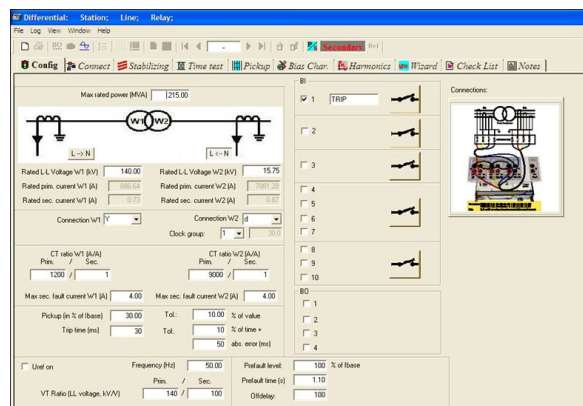 Differential: Station; Line; Relay;
File Log View Window Help
Secondary Rel
Config Connect Stabilizing Time test Pickup Bias Char. Harmonics Wizard Check List Notes
Max rated power (MVA) 215.00
W1 W2
L --> N L <-- N
Rated L-L Voltage W1 (kV) 140.00 Rated L-L Voltage W2 (kV) 15.75
Rated prim. current W1 (A) 886.64 Rated prim. current W2 (A) 7881.28
Rated sec. current W1 (A) 0.73 Rated sec. current W2 (A) 0.87
Connection W1 Y Connection W2 d
Clock group: 1 30.0
CT ratio W1 (A/A) CT ratio W2 (A/A)
Prim. / Sec. Prim. / Sec.
1200 / 1 9000 / 1
Max sec. fault current W1 (A) 4.00 Max sec. fault current W2 (A) 4.00
Pickup (in % of Ibase) 30.00 Tol.: 10.00 % of value
Trip time (ms) 30 Tol.: 10 % of time +
50 abs. error (ms)
Uref on Frequency (Hz) 50.00
Prim. / Sec.
VT Ratio (LL voltage, kV/V) 140 / 100
BI
1 TRIP
2
3
4
5
6
7
8
9
10
BO
1
2
3
4
Prefault level: 100 % of Ibase
Prefault time (s) 1.10
Offdelay: 100
Connections: